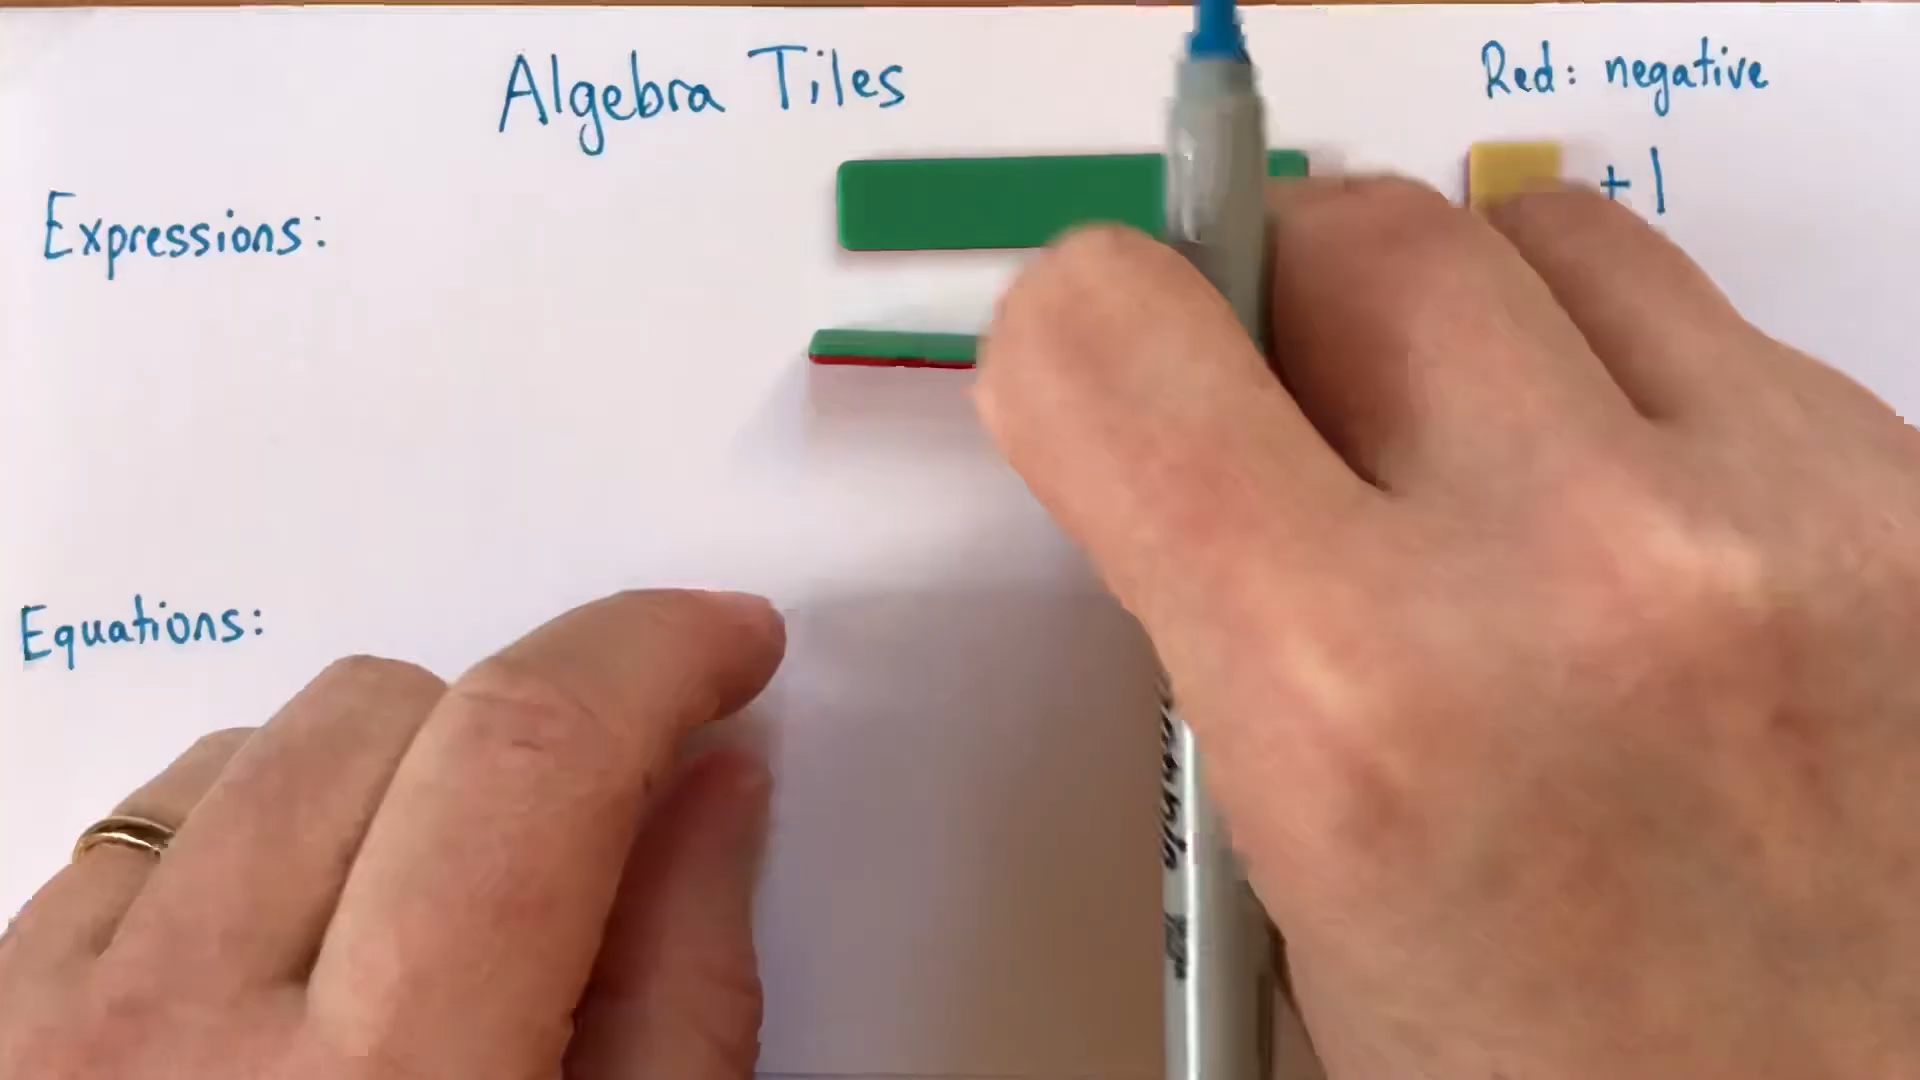 Algebra Tiles
Red: negative
+1
Expressions:
Equations: